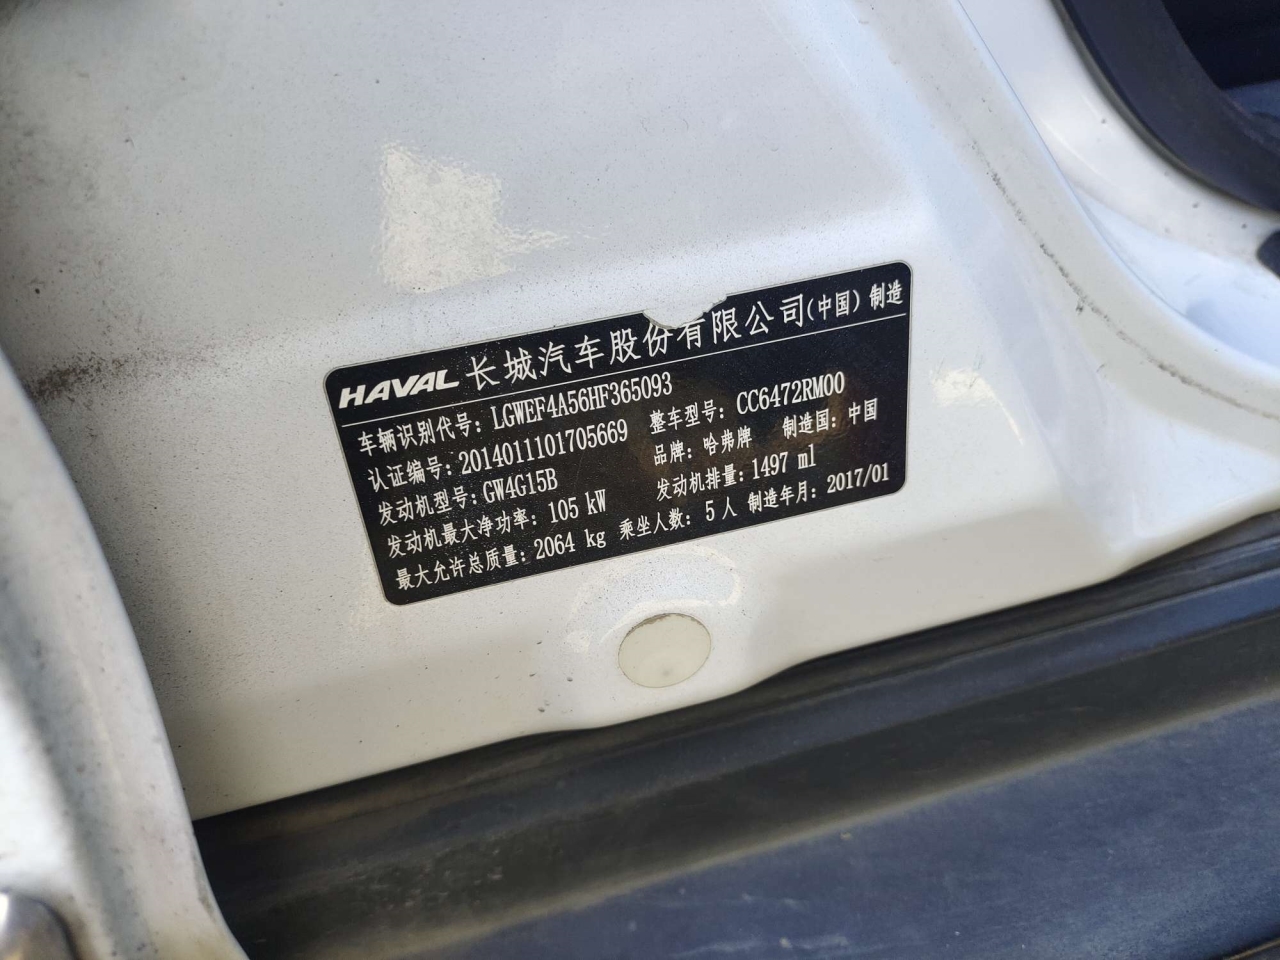 HAVAL 长城汽车股份有限公司(中国) 制造
车辆识别代号: LGWEF4A56HF365093
认证编号: 2014011101705669 整车型号: CC6472RM00
发动机型号: GW4G15B 品牌: 哈弗牌 制造国: 中国
发动机最大净功率: 105 kW 发动机排量: 1497 ml
最大允许总质量: 2064 kg 乘坐人数: 5 人 制造年月: 2017/01